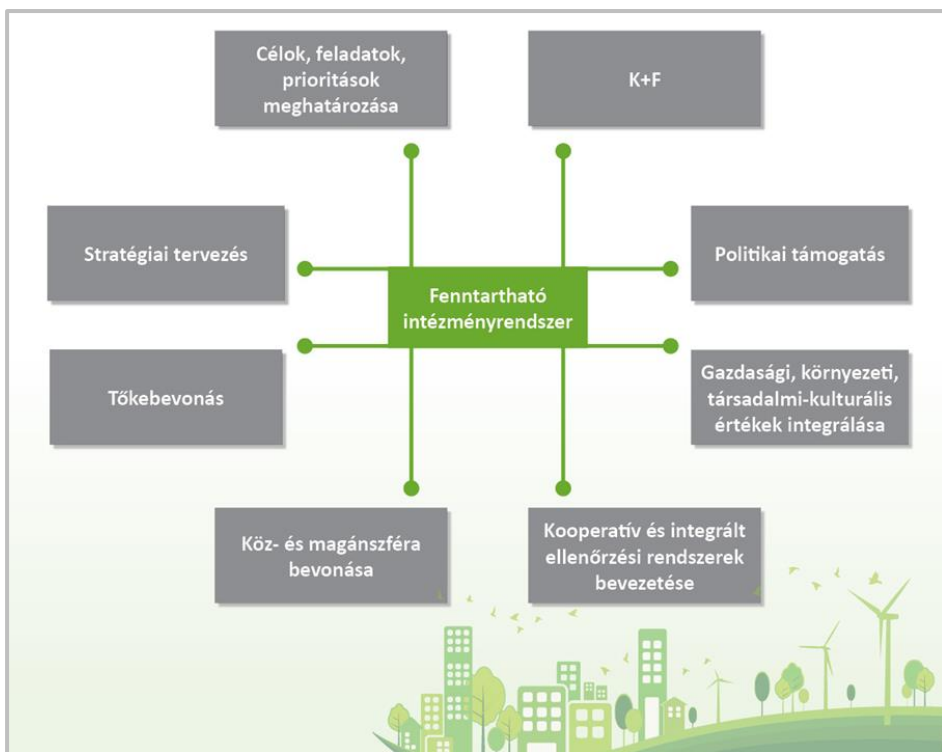 Célok, feladatok,
prioritások
meghatározása
K+F
Stratégiai tervezés
Politikai támogatás
Fenntartható
intézményrendszer
Tőkebevonás
Gazdasági, környezeti,
társadalmi-kulturális
értékek integrálása
Köz- és magánszféra
bevonása
Kooperatív és integrált
ellenőrzési rendszerek
bevezetése